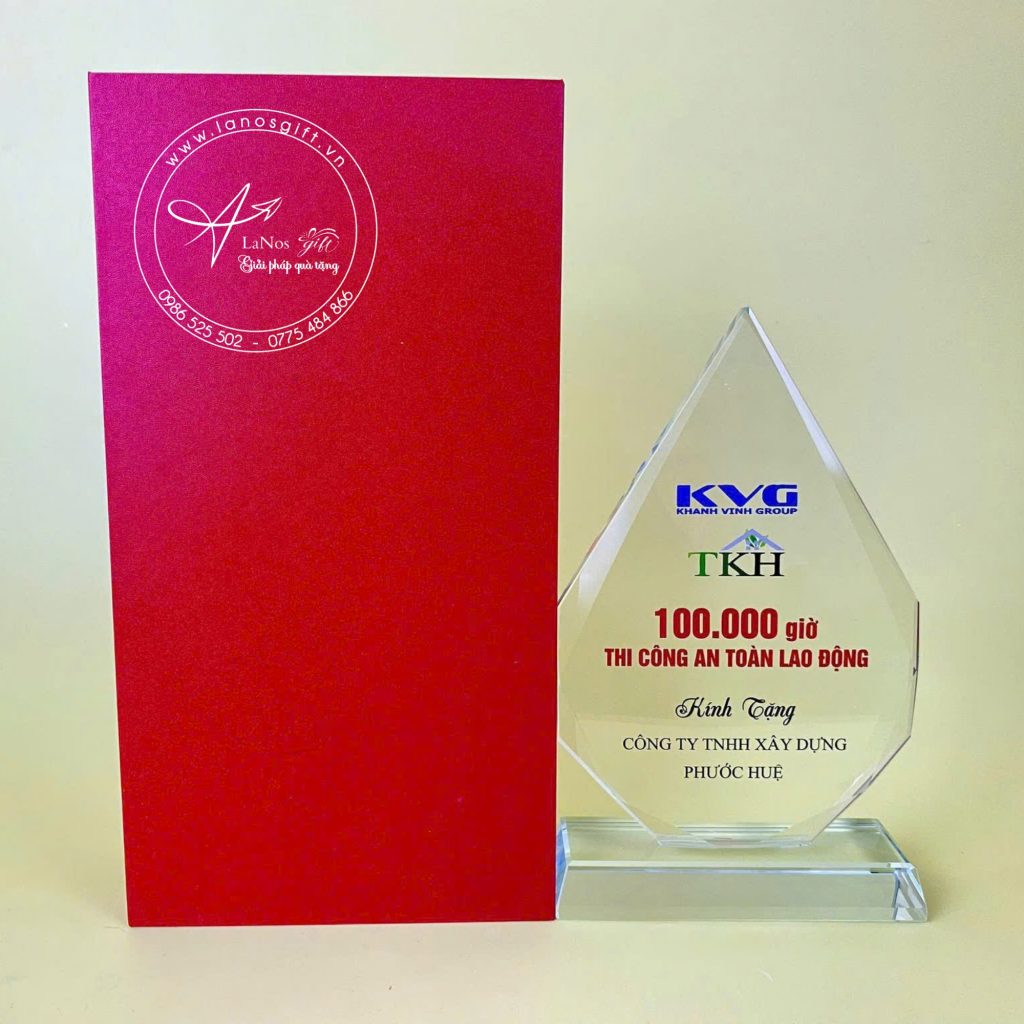 www.lanosgift.vn
LaNos gift
Giải pháp quà tặng
0986 525 502 - 0775 484 866
KVG
KHANH VINH GROUP
TKH
100.000 giờ
THI CÔNG AN TOÀN LAO ĐỘNG
Kính Tặng
CÔNG TY TNHH XÂY DỰNG
PHƯỚC HUỆ